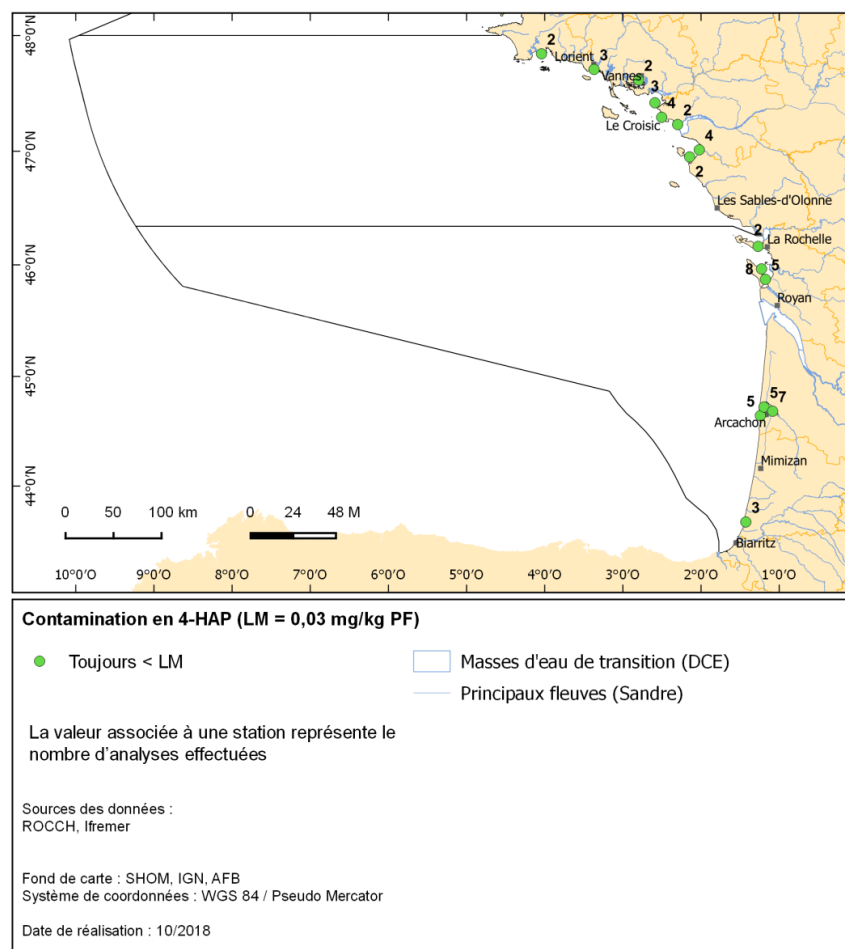 48°0'N
47°0'N
46°0'N
45°0'N
44°0'N
2
Lorient
3
Vannes
2
3
4
Le Croisic
2
4
2
Les Sables-d'Olonne
2
La Rochelle
8
5
Royan
5
5
7
Arcachon
Mimizan
3
Biarritz
0 50 100 km
0 24 48 M
10°0'O 9°0'O 8°0'O 7°0'O 6°0'O 5°0'O 4°0'O 3°0'O 2°0'O 1°0'O
Contamination en 4-HAP (LM = 0,03 mg/kg PF)
Toujours < LM
Masses d'eau de transition (DCE)
Principaux fleuves (Sandre)
La valeur associée à une station représente le
nombre d'analyses effectuées
Sources des données :
ROCCH, Ifremer
Fond de carte : SHOM, IGN, AFB
Système de coordonnées : WGS 84 / Pseudo Mercator
Date de réalisation : 10/2018